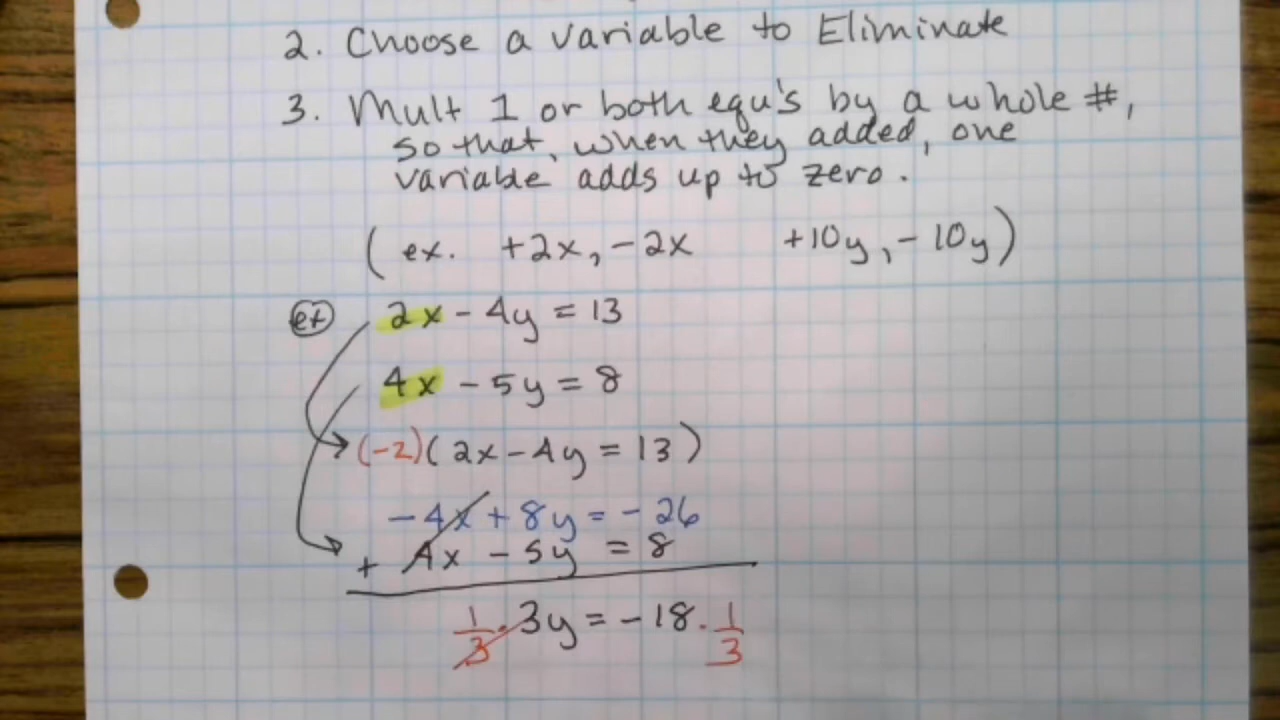 2. Choose a variable to Eliminate
3. Mult 1 or both equ's by a whole #,
so that, when they added, one
variable adds up to zero.
( ex. +2x, -2x +10y, -10y)
ex 2x - 4y = 13
4x - 5y = 8
(-2)(2x - 4y = 13)
-4x + 8y = -26
+ 4x - 5y = 8
1/3 · 3y = -18 · 1/3